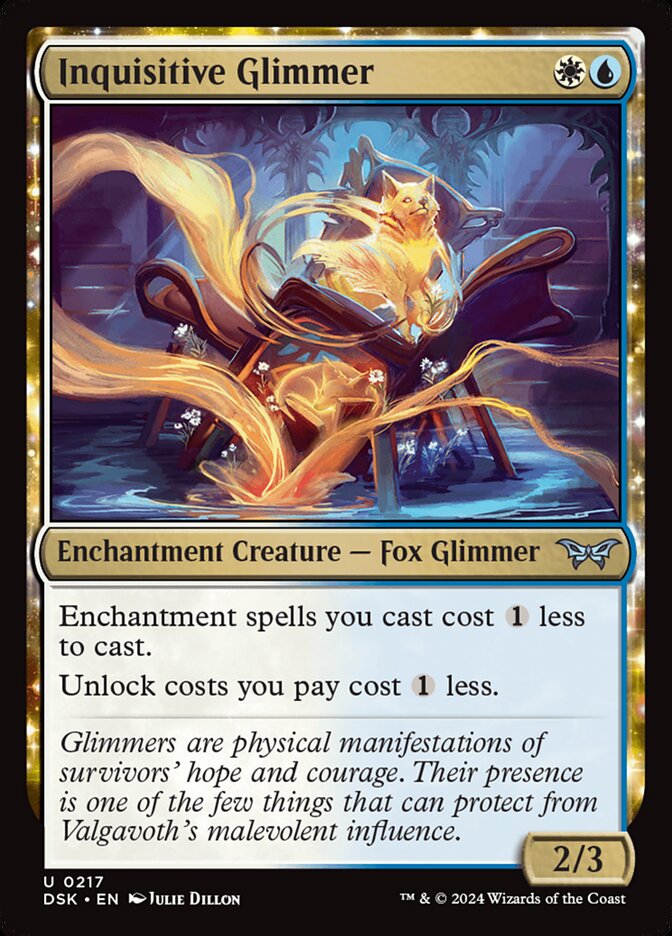 Inquisitive Glimmer
Enchantment Creature — Fox Glimmer
Enchantment spells you cast cost 1 less
to cast.
Unlock costs you pay cost 1 less.
Glimmers are physical manifestations of
survivors' hope and courage. Their presence
is one of the few things that can protect from
Valgavoth's malevolent influence.
2/3
U 0217
DSK • EN Julie Dillon
™ & © 2024 Wizards of the Coast